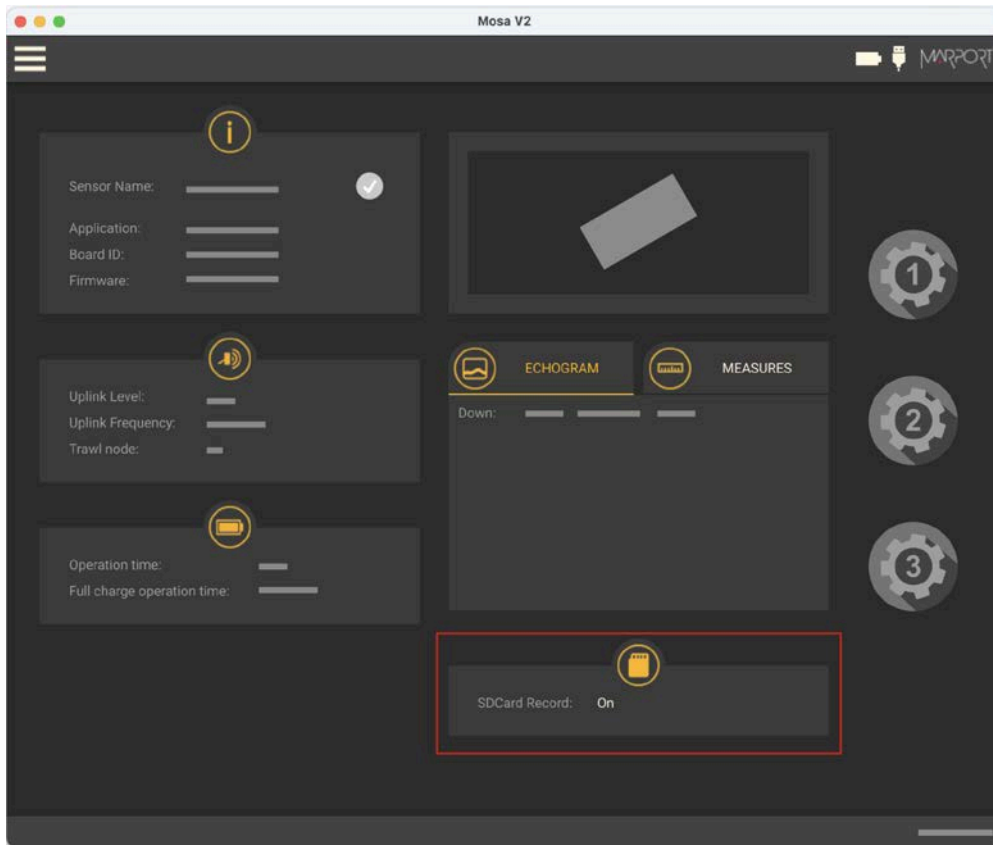 Mosa V2
MARPORT
i
Sensor Name:
Application:
Board ID:
Firmware:
Uplink Level:
Uplink Frequency:
Trawl node:
Operation time:
Full charge operation time:
ECHOGRAM
MEASURES
Down:
SDCard Record: On
1
2
3